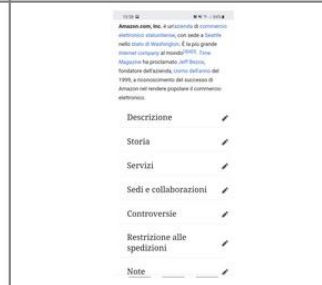 Amazon.com, Inc. è un'azienda di commercio
elettronico statunitense, con sede a Seattle
nello stato di Washington. È la più grande
Internet company al mondo. Time
Magazine ha proclamato Jeff Bezos,
fondatore dell'azienda, Uomo dell'anno del
1999, a riconoscimento del successo di
Amazon nel rendere popolare il commercio
elettronico.
Descrizione
Storia
Servizi
Sedi e collaborazioni
Controversie
Restrizione alle
spedizioni
Note